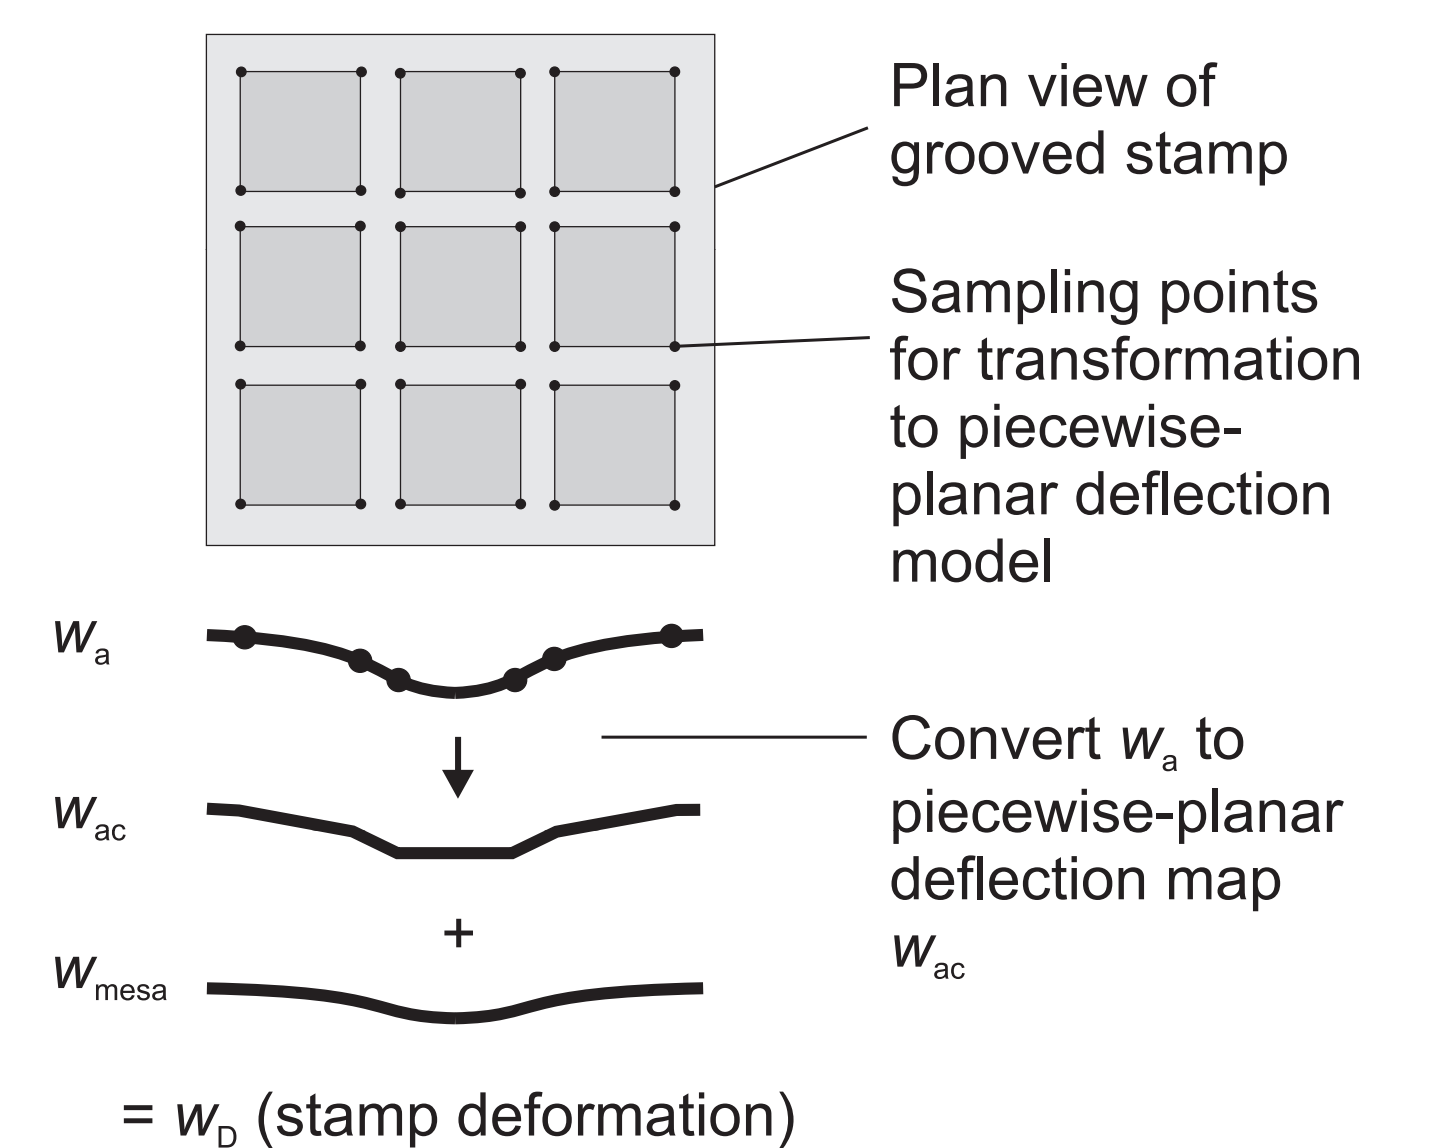 Plan view of
grooved stamp
Sampling points
for transformation
to piecewise-
planar deflection
model
wa
Convert wa to
piecewise-planar
deflection map
wac
wac
+
wmesa
= wD (stamp deformation)